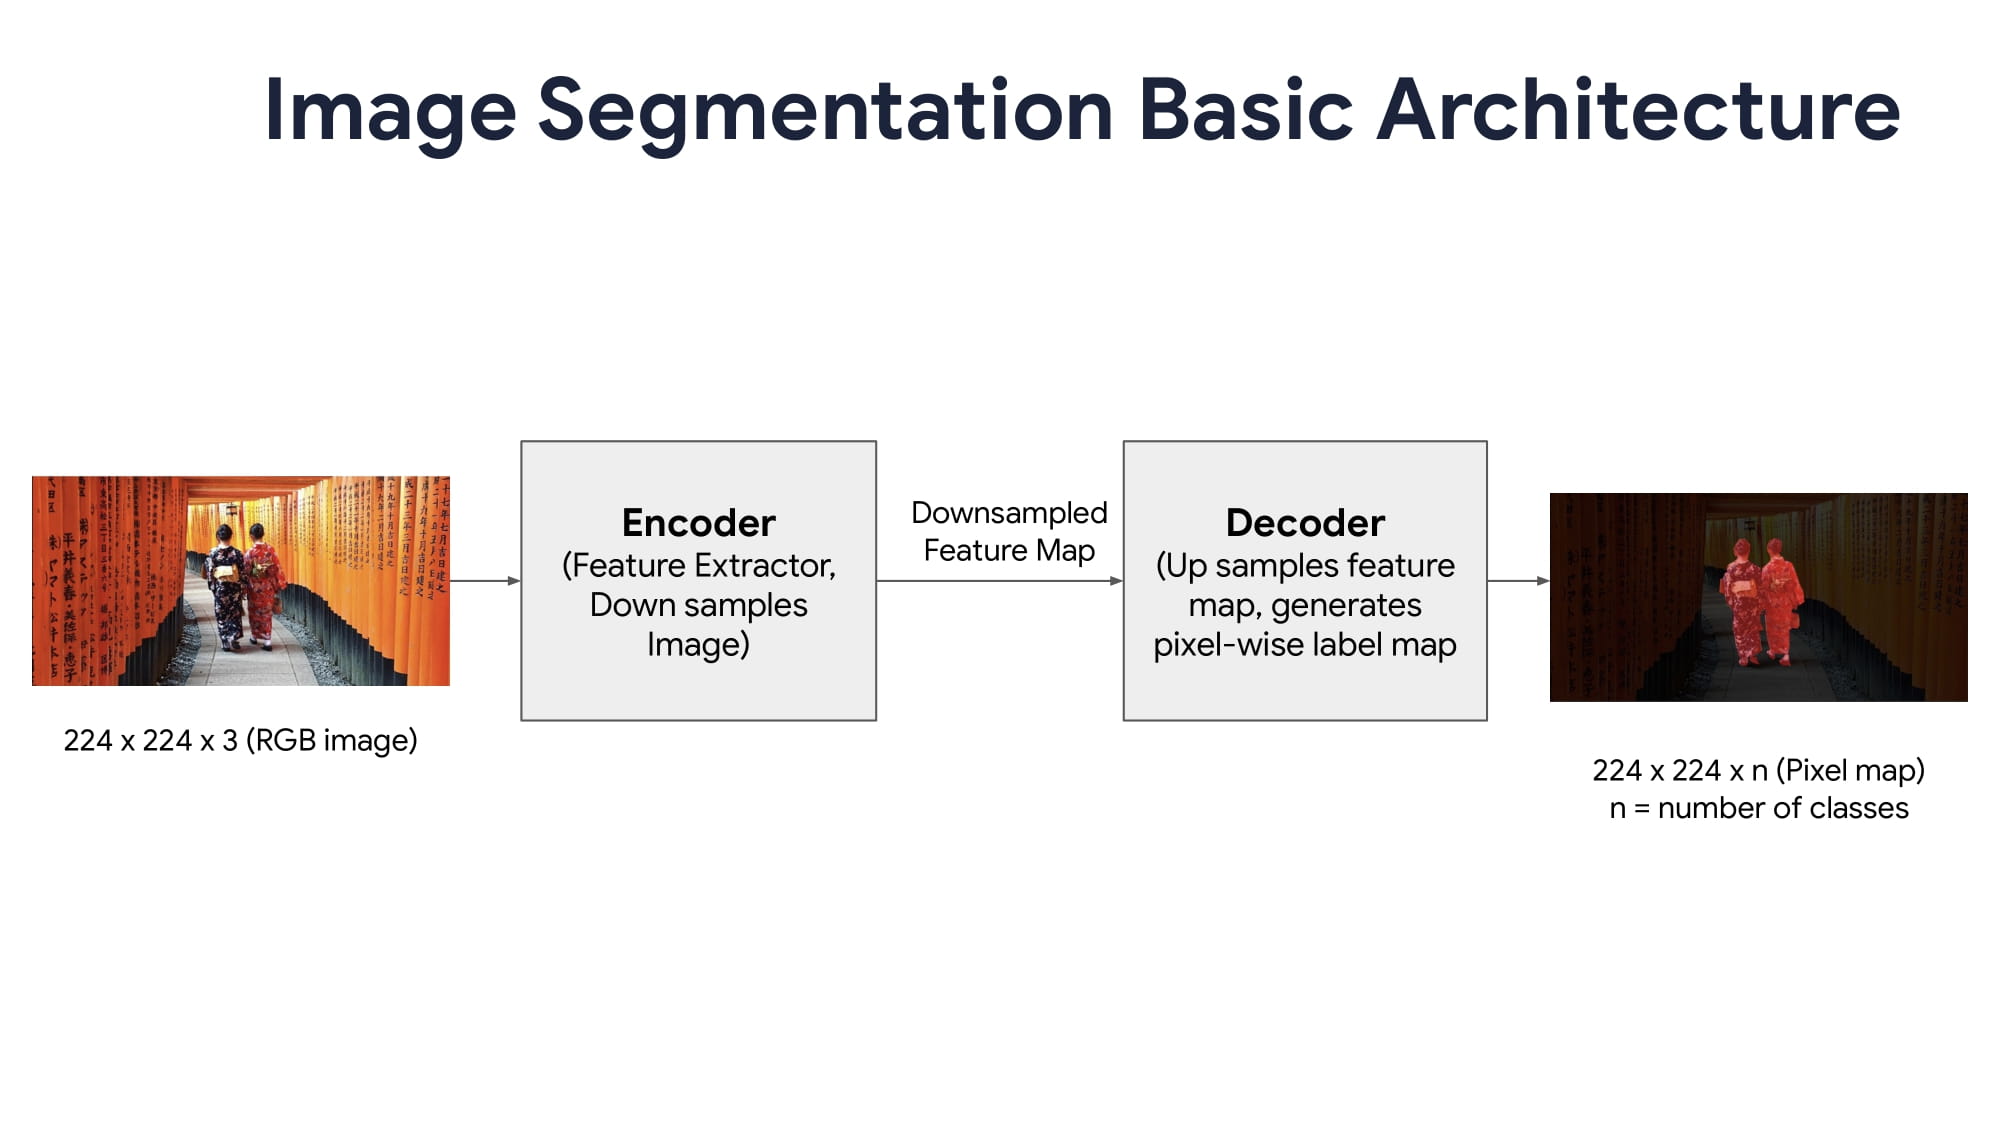 Image Segmentation Basic Architecture
Encoder
(Feature Extractor,
Down samples
Image)
Downsampled
Feature Map
Decoder
(Up samples feature
map, generates
pixel-wise label map
224 x 224 x 3 (RGB image)
224 x 224 x n (Pixel map)
n = number of classes